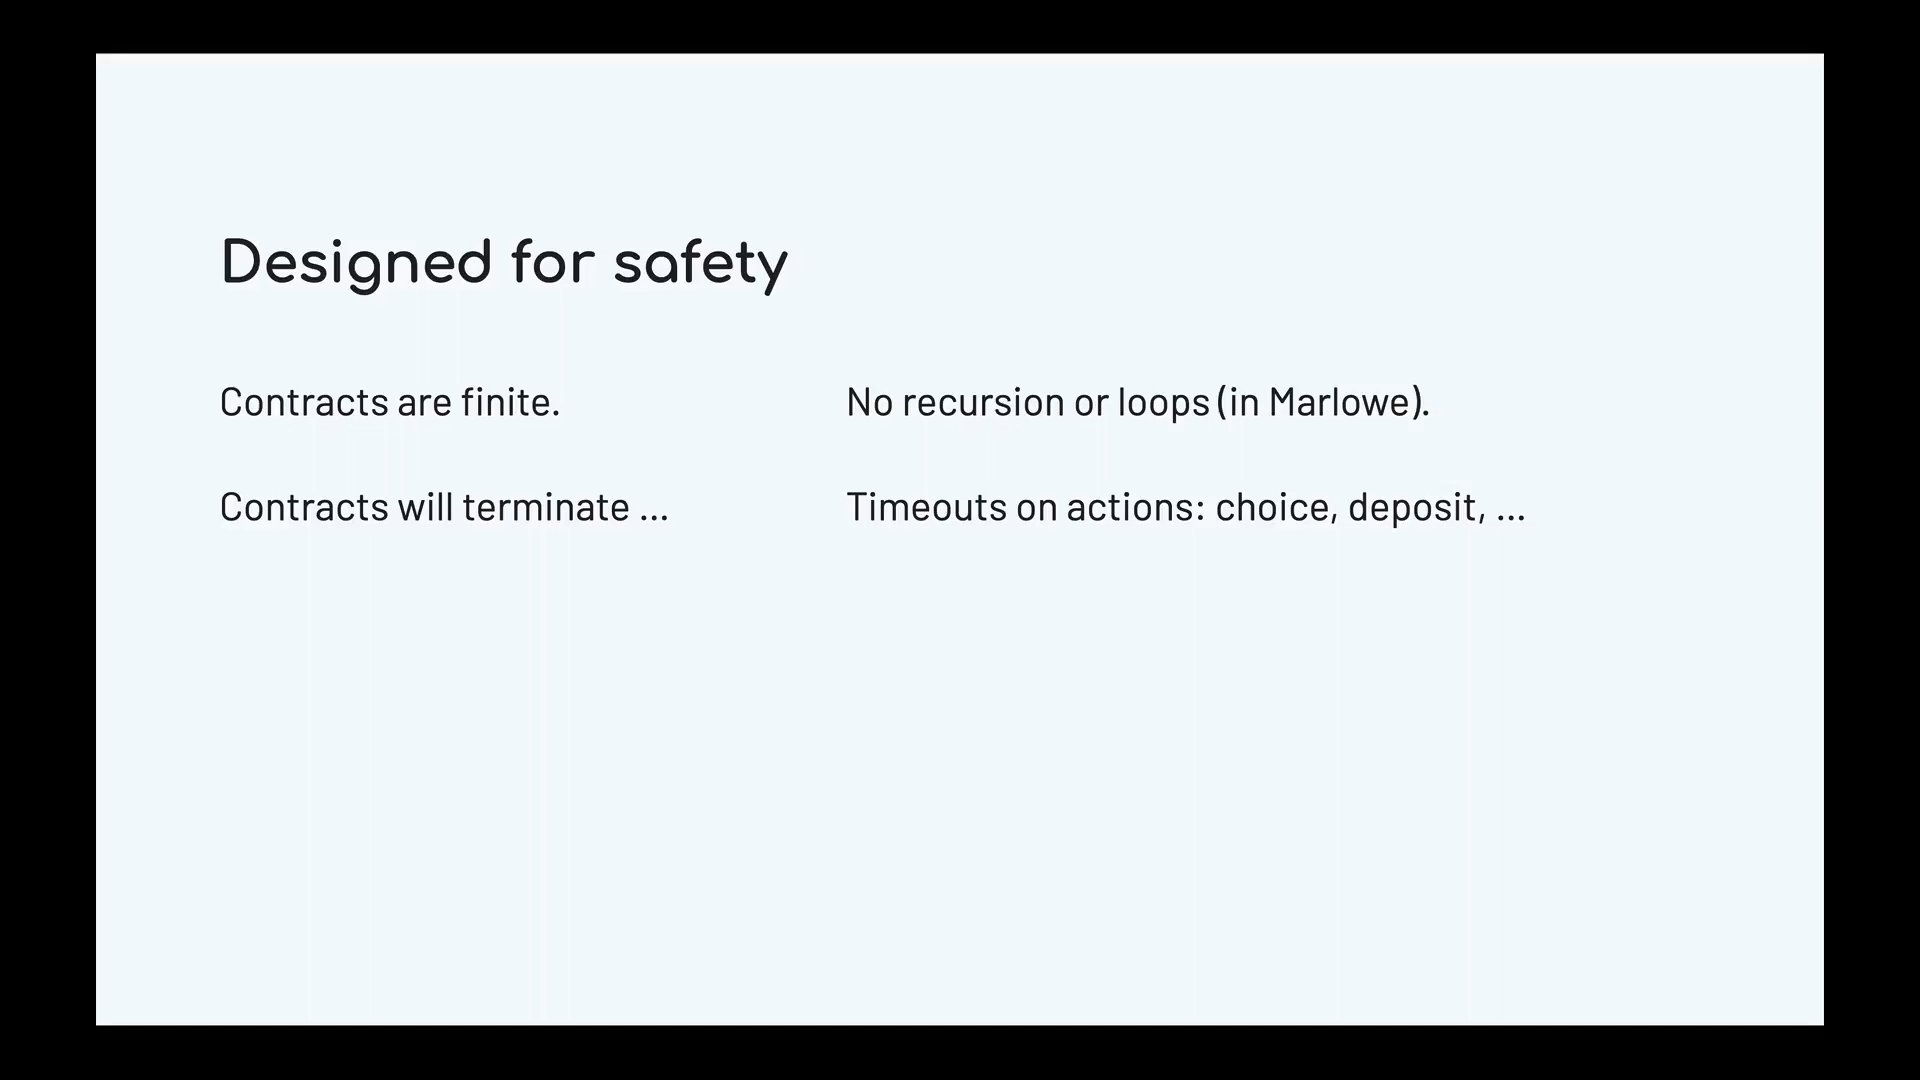 Designed for safety
Contracts are finite.
No recursion or loops (in Marlowe).
Contracts will terminate ...
Timeouts on actions: choice, deposit, ...